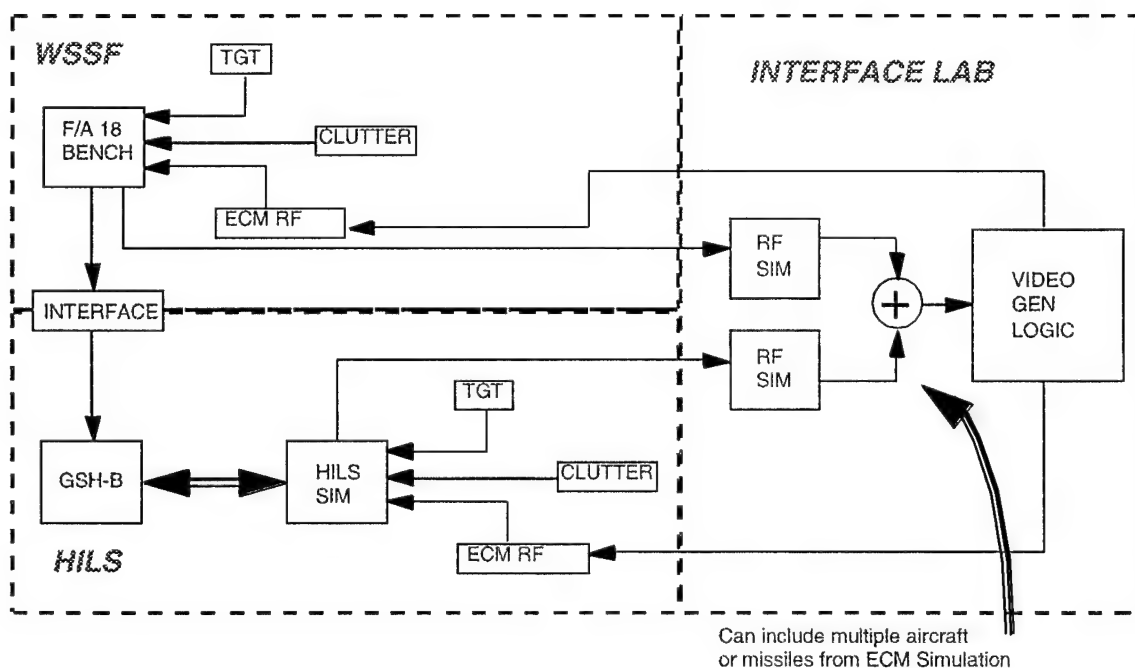 WSSF
TGT
INTERFACE LAB
F/A 18
BENCH
CLUTTER
ECM RF
RF
SIM
VIDEO
GEN
LOGIC
+
INTERFACE
RF
SIM
TGT
GSH-B
HILS
SIM
CLUTTER
ECM RF
HILS
Can include multiple aircraft
or missiles from ECM Simulation